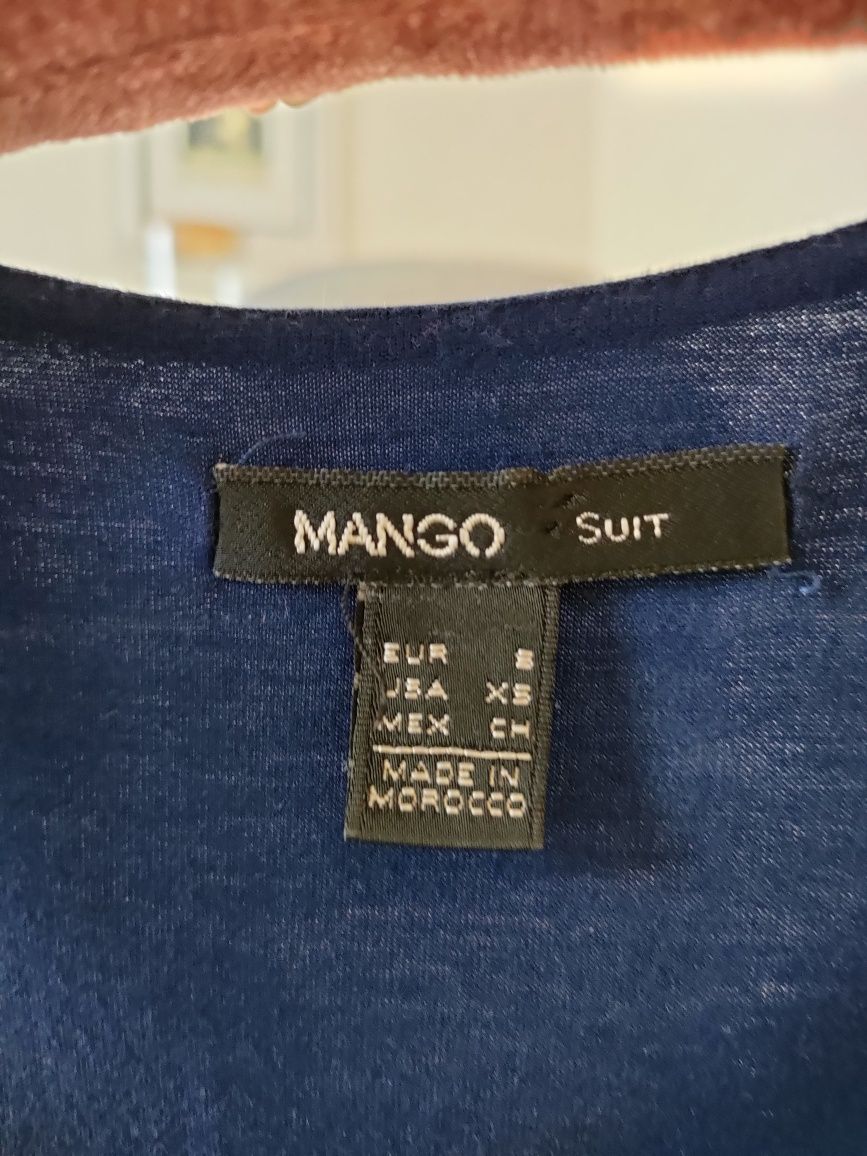 MANGO SUIT
EUR S
USA XS
MEX CH
MADE IN
MOROCCO